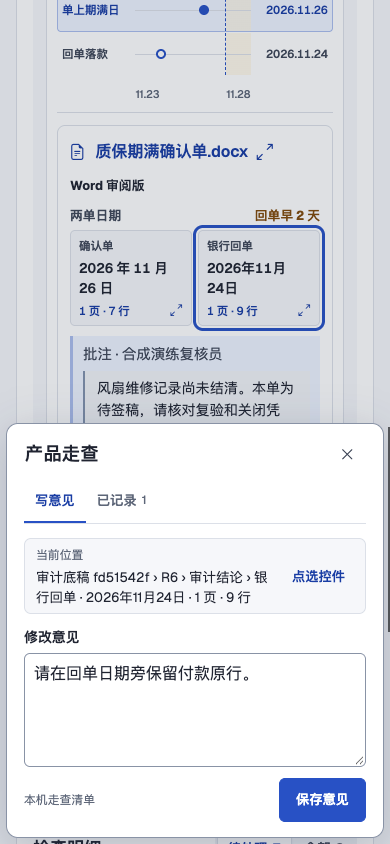 单上期满日 2026.11.26
回单落款 2026.11.24
11.23 11.28
质保期满确认单.docx
Word 审阅版
两单日期 回单早 2 天
确认单 银行回单
2026 年 11 月 2026年11月
26 日 24日
1 页 · 7 行 1 页 · 9 行
批注 · 合成演练复核员
风扇维修记录尚未结清。本单为
待签稿，请核对复验和关闭凭
产品走查
写意见 已记录 1
当前位置
审计底稿 fd51542f › R6 › 审计结论 › 银 点选控件
行回单 · 2026年11月24日 · 1 页 · 9 行
修改意见
请在回单日期旁保留付款原行。
本机走查清单 保存意见